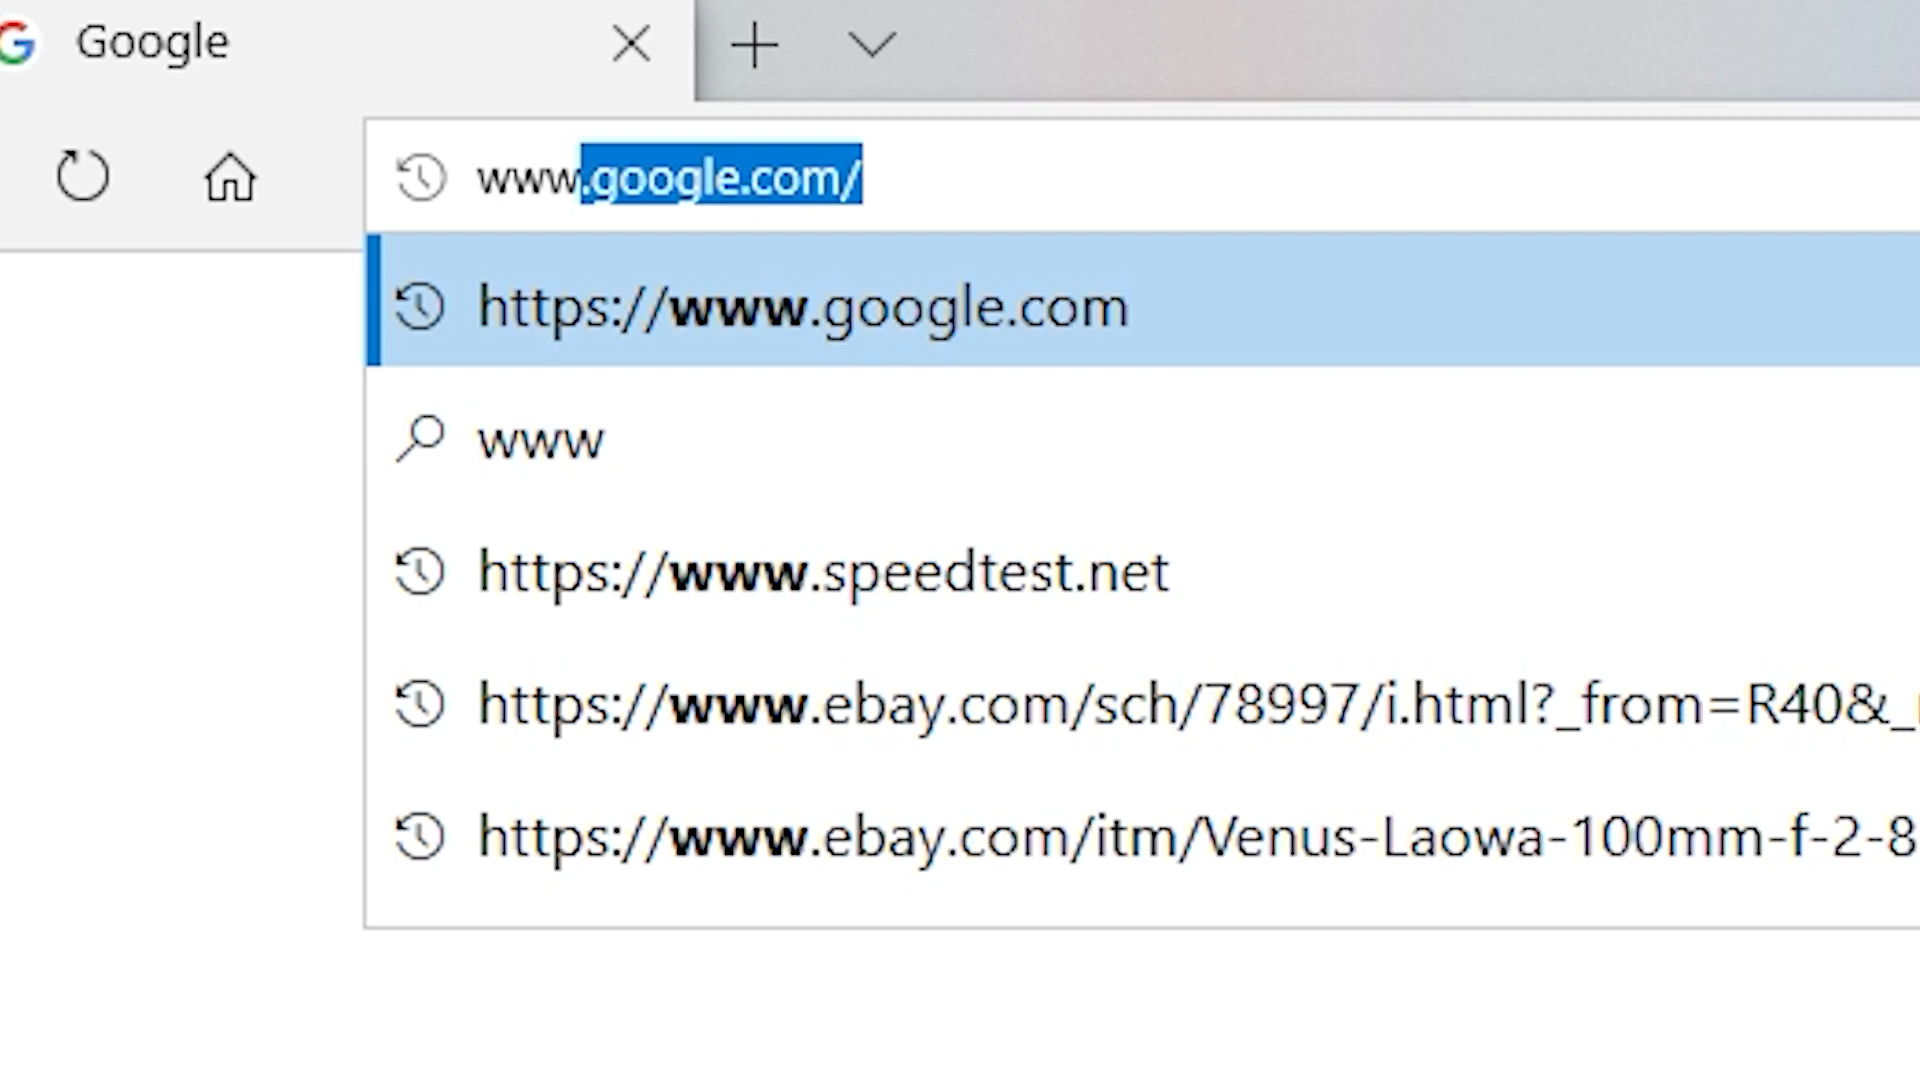 Google
www.google.com/
https://www.google.com
www
https://www.speedtest.net
https://www.ebay.com/sch/78997/i.html?_from=R40&_
https://www.ebay.com/itm/Venus-Laowa-100mm-f-2-8